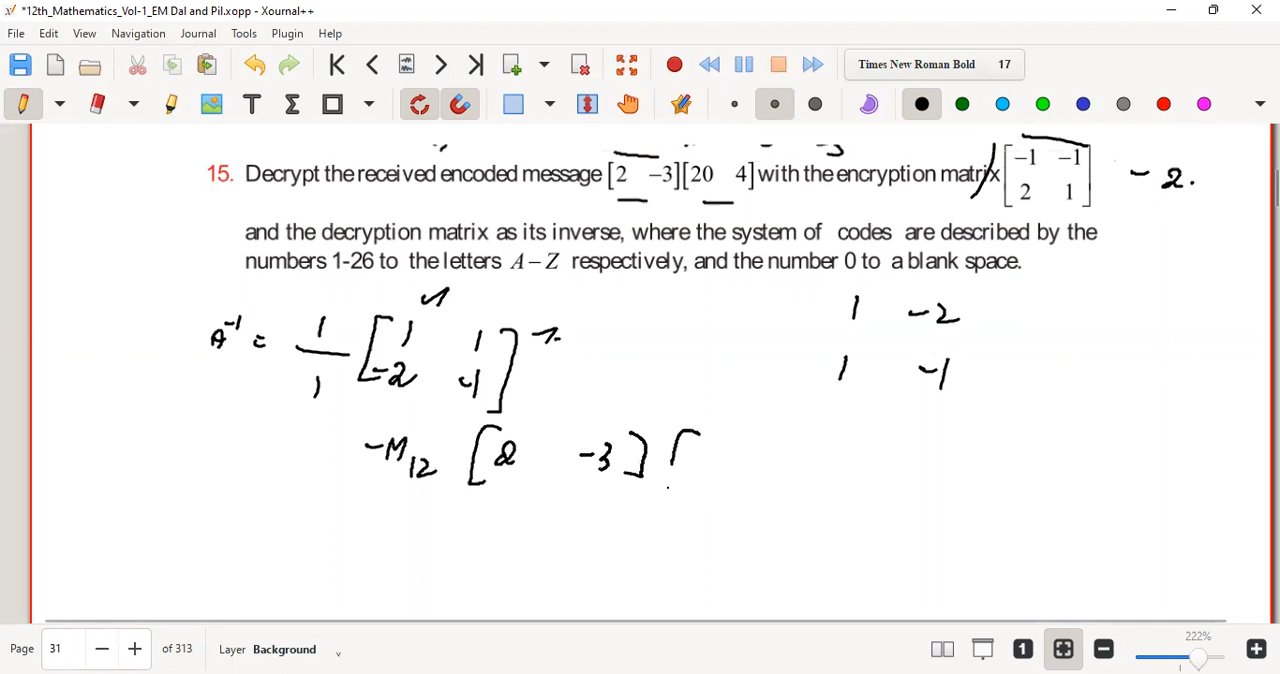 *12th_Mathematics_Vol-1_EM Dal and Pil.xopp - Xournal++
File Edit View Navigation Journal Tools Plugin Help
Times New Roman Bold 17
15. Decrypt the received encoded message [2 −3][20 4] with the encryption matrix [−1 −1
2 1] - 2.
and the decryption matrix as its inverse, where the system of codes are described by the
numbers 1-26 to the letters A − Z respectively, and the number 0 to a blank space.
A⁻¹ = 1/1 [1 1
-2 -1]
1 -2
1 -1
-M₁₂ [2 -3] [
Page 31 of 313 Layer Background 222%